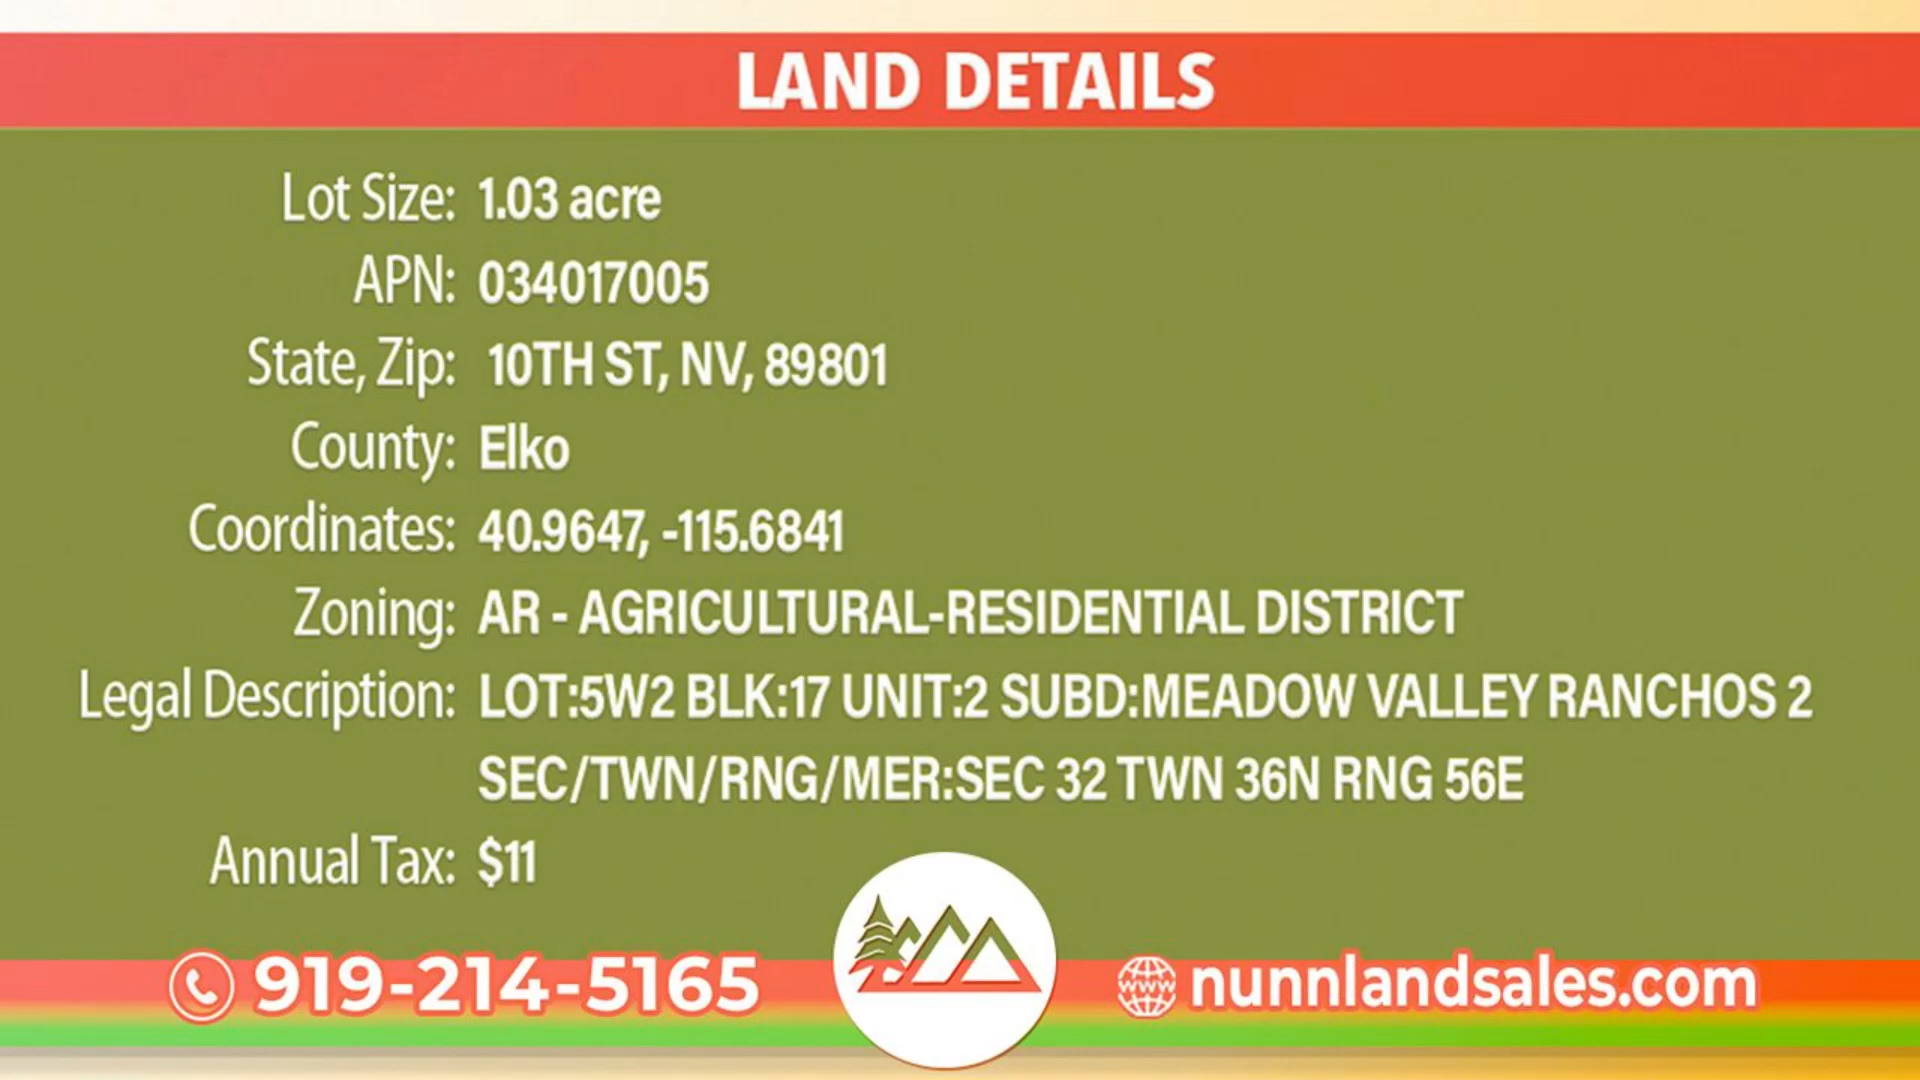 LAND DETAILS
Lot Size: 1.03 acre
APN: 034017005
State, Zip: 10TH ST, NV, 89801
County: Elko
Coordinates: 40.9647, -115.6841
Zoning: AR - AGRICULTURAL-RESIDENTIAL DISTRICT
Legal Description: LOT:5W2 BLK:17 UNIT:2 SUBD:MEADOW VALLEY RANCHOS 2
SEC/TWN/RNG/MER:SEC 32 TWN 36N RNG 56E
Annual Tax: $11
919-214-5165
www nunnlandsales.com